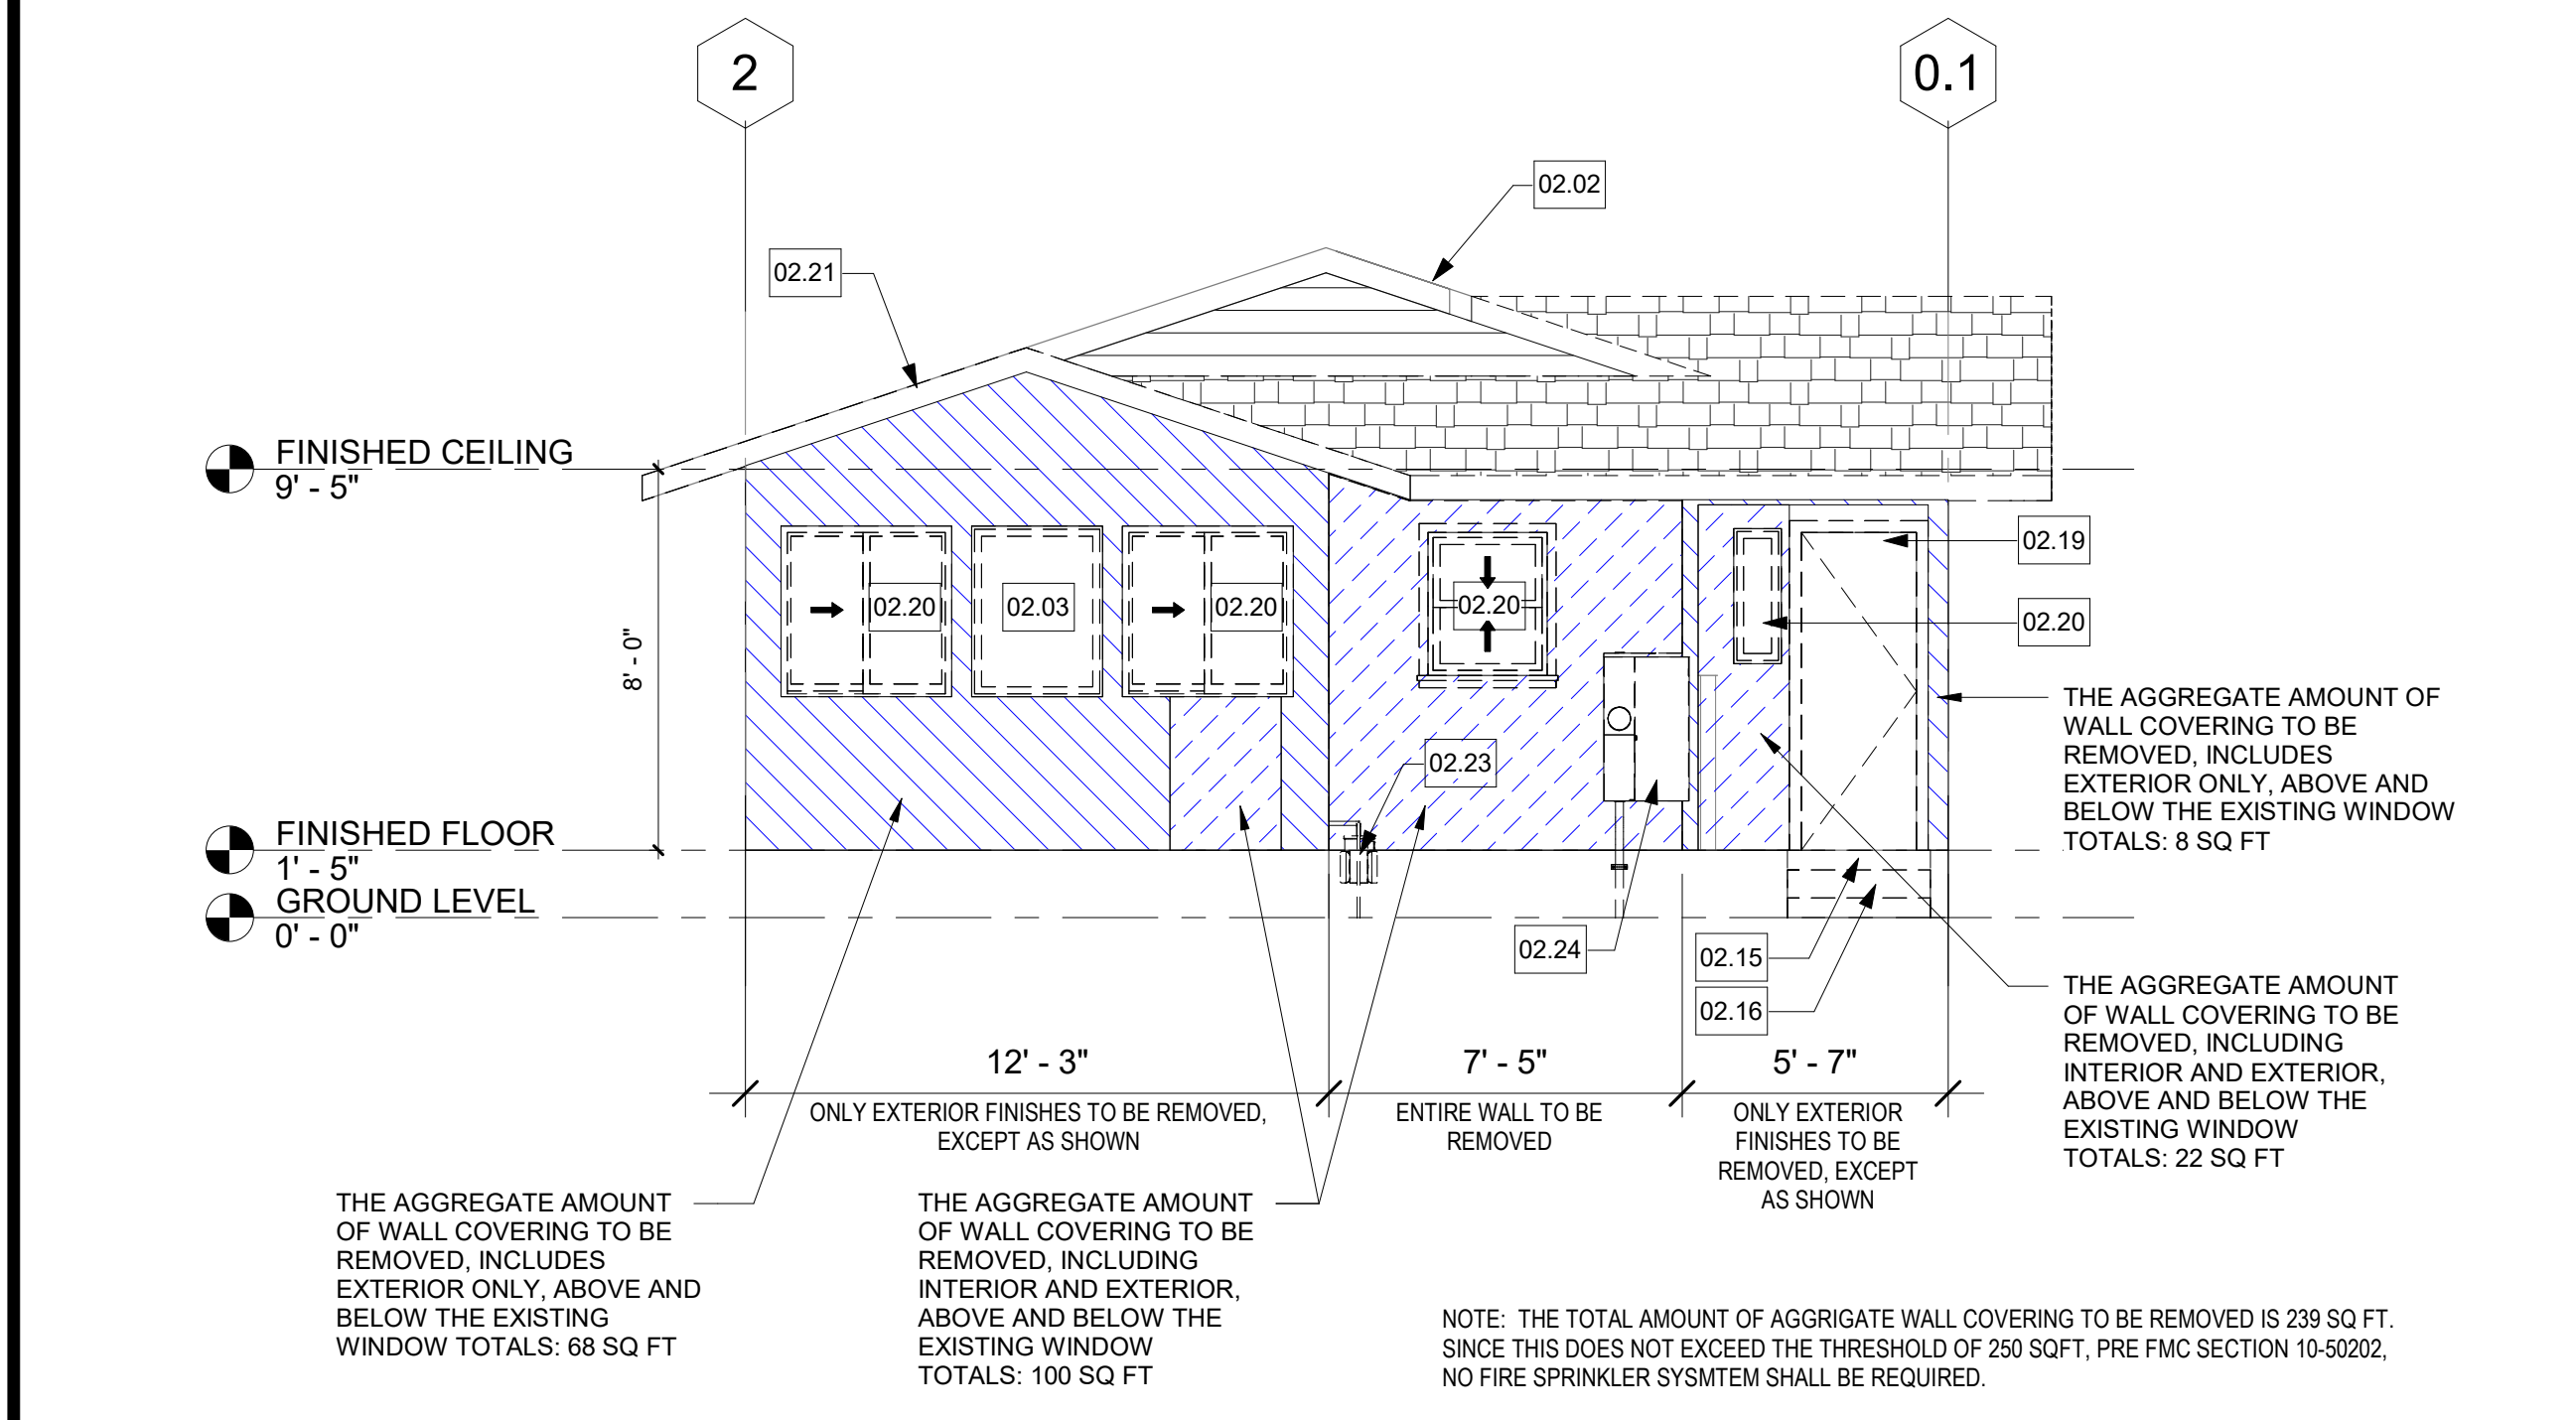 2
0.1
02.02
02.21
FINISHED CEILING
9' - 5"
8' - 0"
02.20
02.03
02.20
02.20
02.19
02.20
02.23
THE AGGREGATE AMOUNT OF
WALL COVERING TO BE
REMOVED, INCLUDES
EXTERIOR ONLY, ABOVE AND
BELOW THE EXISTING WINDOW
TOTALS: 8 SQ FT
FINISHED FLOOR
1' - 5"
GROUND LEVEL
0' - 0"
02.24
02.15
02.16
THE AGGREGATE AMOUNT
OF WALL COVERING TO BE
REMOVED, INCLUDING
INTERIOR AND EXTERIOR,
ABOVE AND BELOW THE
EXISTING WINDOW
TOTALS: 22 SQ FT
12' - 3"
ONLY EXTERIOR FINISHES TO BE REMOVED,
EXCEPT AS SHOWN
7' - 5"
ENTIRE WALL TO BE
REMOVED
5' - 7"
ONLY EXTERIOR
FINISHES TO BE
REMOVED, EXCEPT
AS SHOWN
THE AGGREGATE AMOUNT
OF WALL COVERING TO BE
REMOVED, INCLUDES
EXTERIOR ONLY, ABOVE AND
BELOW THE EXISTING
WINDOW TOTALS: 68 SQ FT
THE AGGREGATE AMOUNT
OF WALL COVERING TO BE
REMOVED, INCLUDING
INTERIOR AND EXTERIOR,
ABOVE AND BELOW THE
EXISTING WINDOW
TOTALS: 100 SQ FT
NOTE: THE TOTAL AMOUNT OF AGGRIGATE WALL COVERING TO BE REMOVED IS 239 SQ FT.
SINCE THIS DOES NOT EXCEED THE THRESHOLD OF 250 SQFT, PRE FMC SECTION 10-50202,
NO FIRE SPRINKLER SYSMTEM SHALL BE REQUIRED.